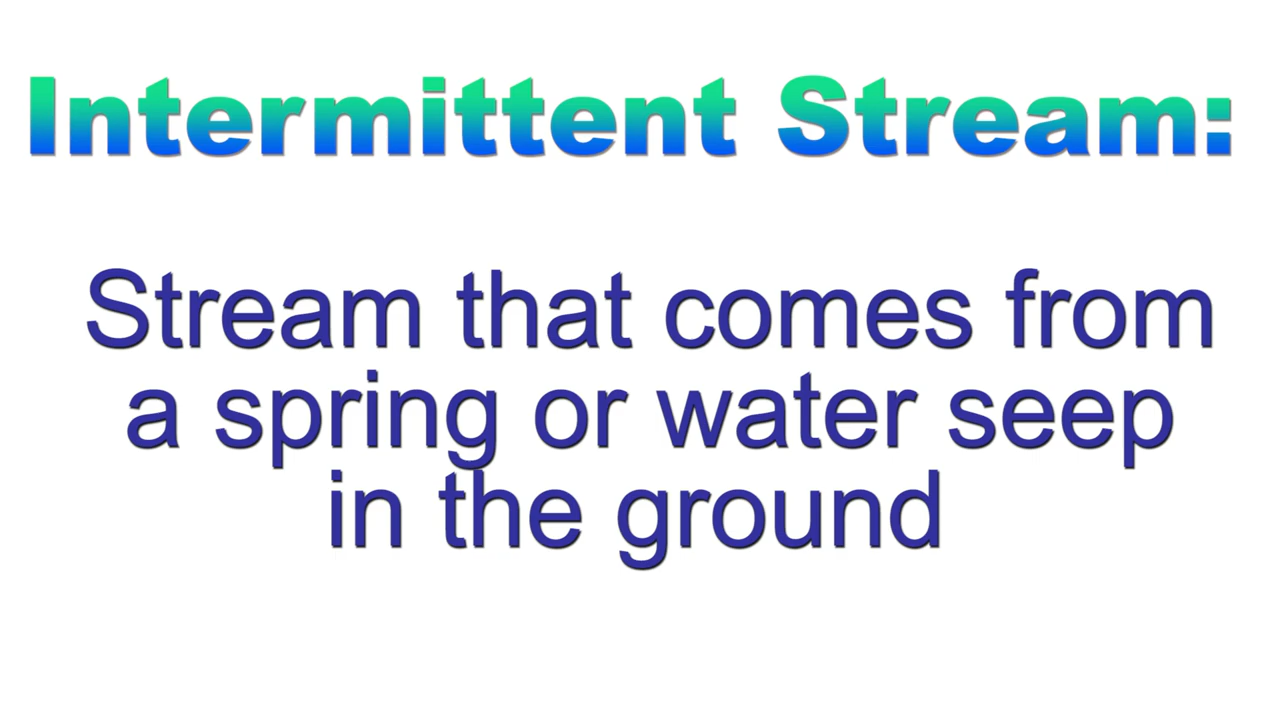 Intermittent Stream:
Stream that comes from
a spring or water seep
in the ground